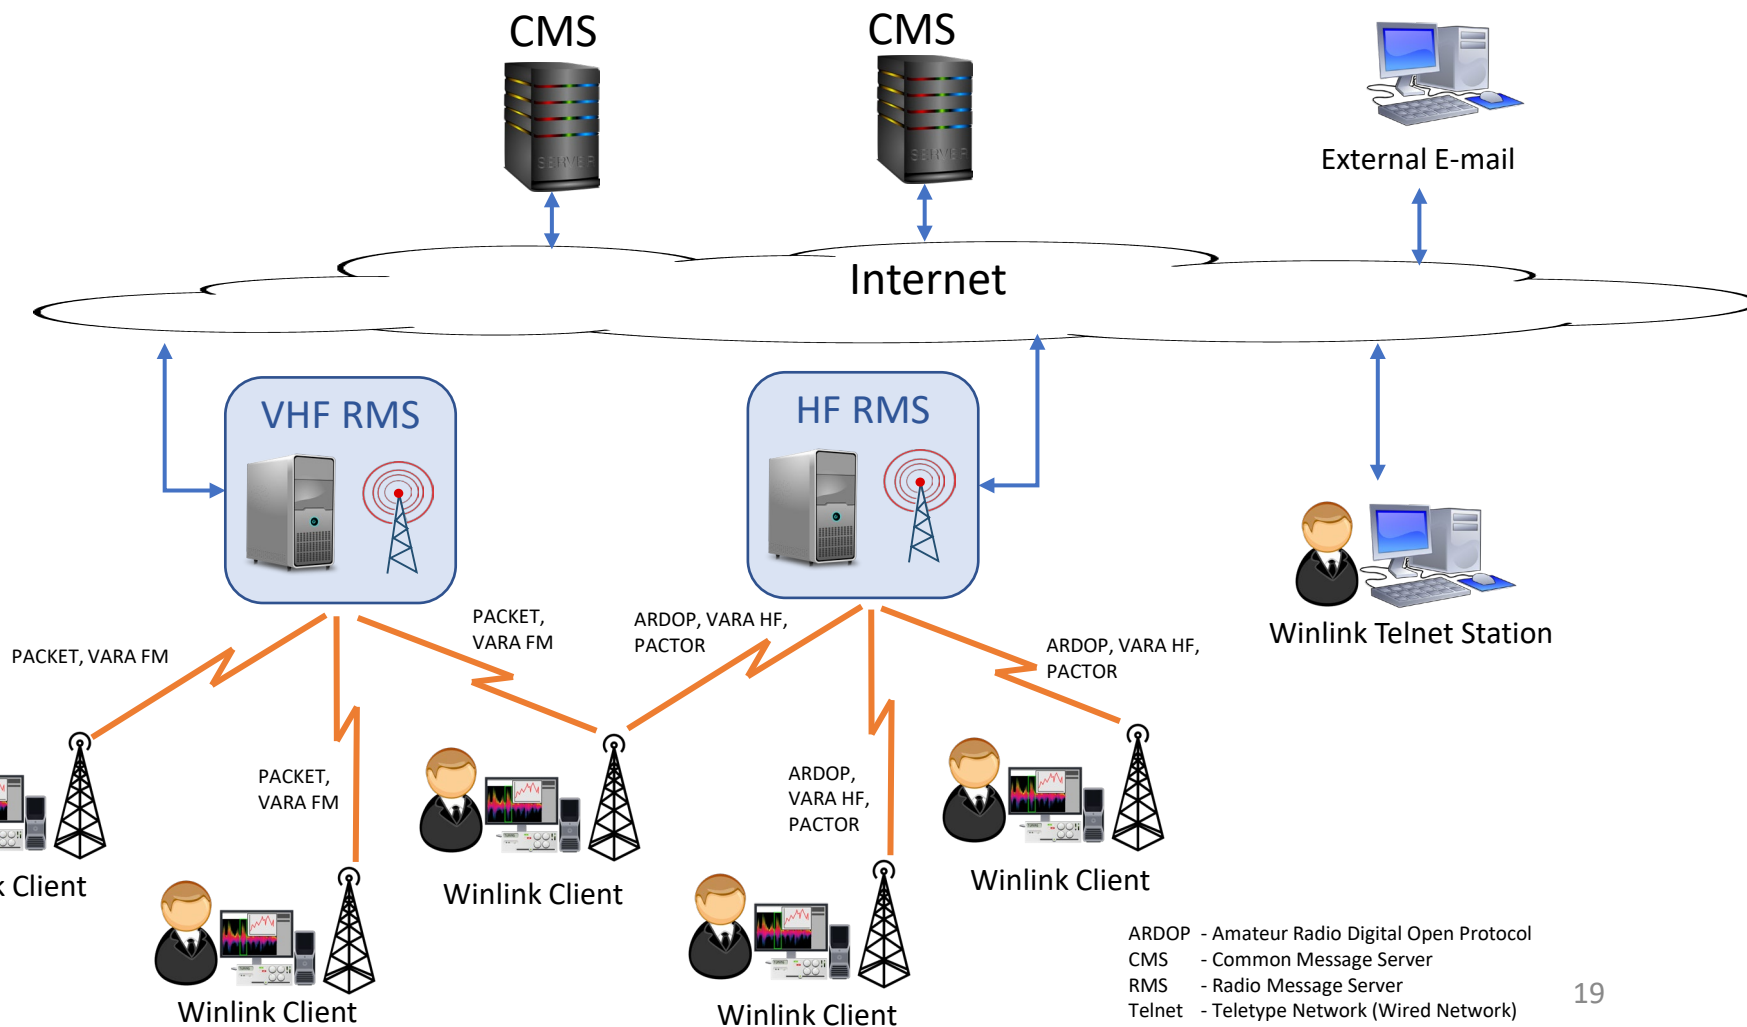 CMS
CMS
SERVER
SERVER
External E-mail
Internet
VHF RMS
HF RMS
Winlink Telnet Station
PACKET, VARA FM
PACKET,
VARA FM
ARDOP, VARA HF,
PACTOR
ARDOP, VARA HF,
PACTOR
PACKET,
VARA FM
ARDOP,
VARA HF,
PACTOR
k Client
Winlink Client
Winlink Client
Winlink Client
Winlink Client
ARDOP - Amateur Radio Digital Open Protocol
CMS - Common Message Server
RMS - Radio Message Server
Telnet - Teletype Network (Wired Network)
19